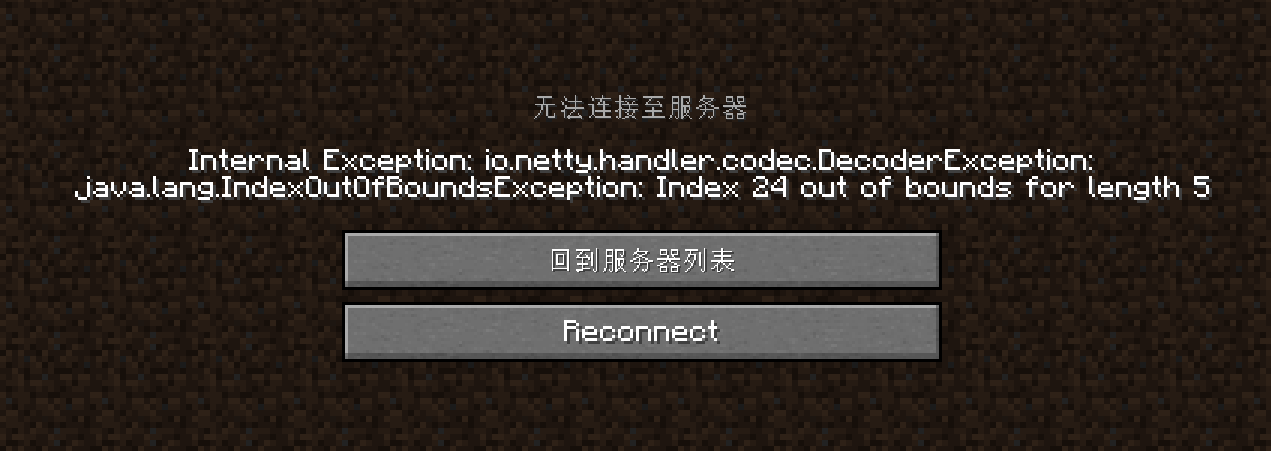 无法连接至服务器
Internal Exception: io.netty.handler.codec.DecoderException:
java.lang.IndexOutOfBoundsException: Index 24 out of bounds for length 5
回到服务器列表
Reconnect